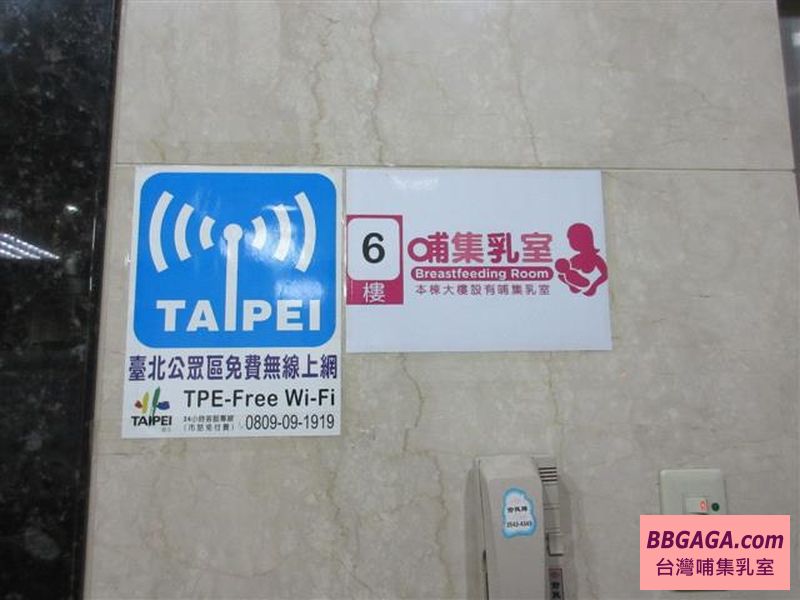 TAIPEI
臺北公眾區免費無線上網
TAIPEI
TPE-Free Wi-Fi
24小時客服專線
(市話免付費)
0809-09-1919
6
樓
哺集乳室
Breastfeeding Room
本棟大樓設有哺集乳室
BBGAGA.com
台灣哺集乳室